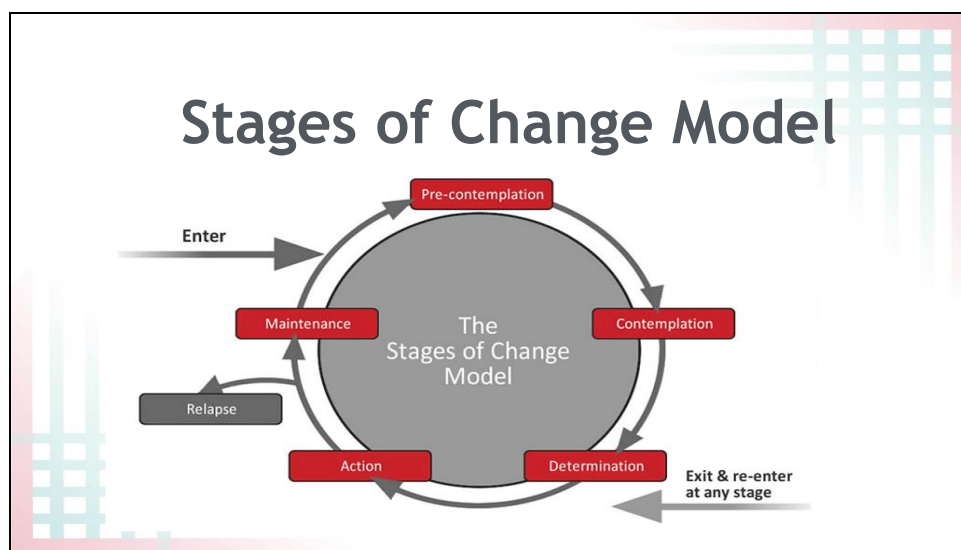 Stages of Change Model
Pre-contemplation
Enter
Maintenance
Contemplation
The
Stages of Change
Model
Relapse
Action
Determination
Exit & re-enter
at any stage